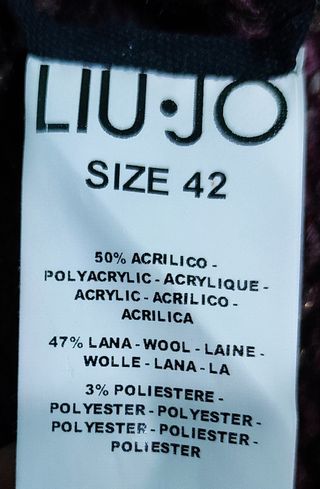 LIU·JO
SIZE 42
50% ACRILICO -
POLYACRYLIC - ACRYLIQUE -
ACRYLIC - ACRILICO -
ACRILICA
47% LANA - WOOL - LAINE -
WOLLE - LANA - LA
3% POLIESTERE -
POLYESTER - POLYESTER -
POLYESTER - POLIESTER -
POLIESTER